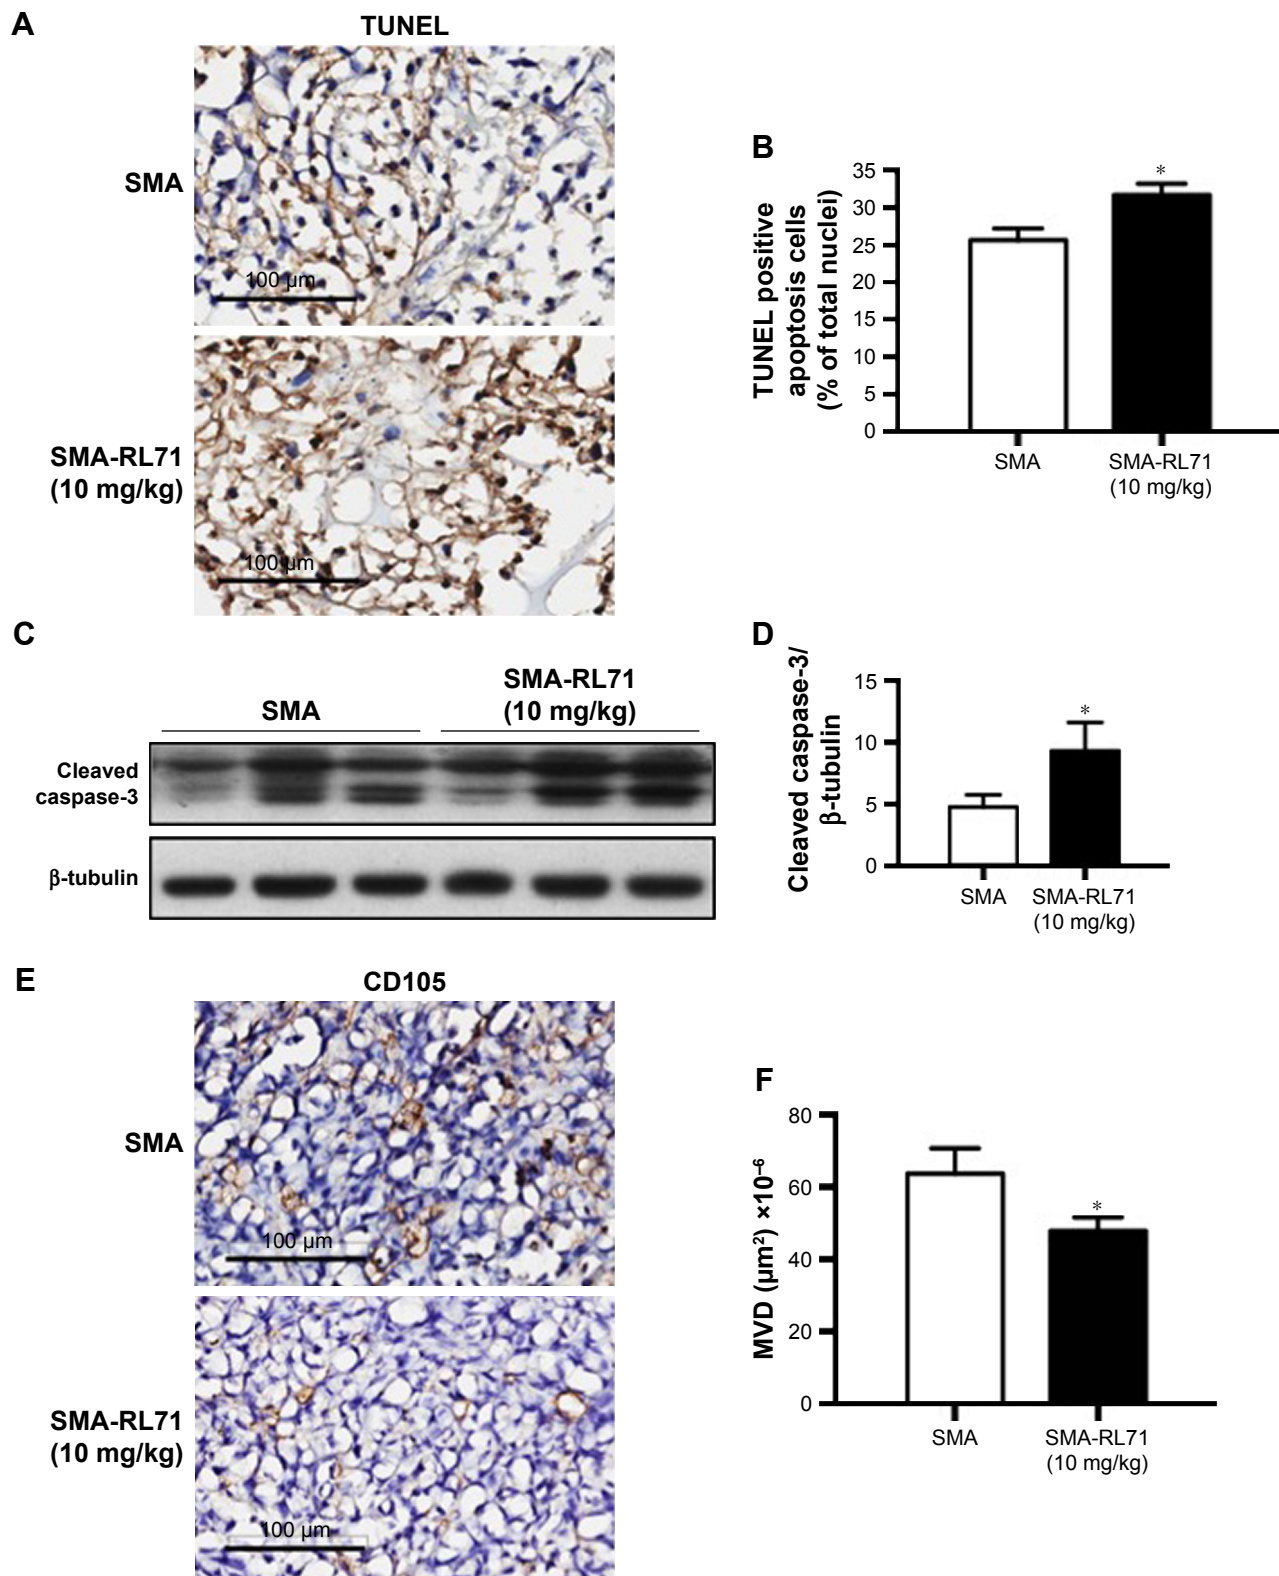 A
TUNEL
SMA
100 µm
SMA-RL71
(10 mg/kg)
100 µm
B
TUNEL positive
apoptosis cells
(% of total nuclei)
35
30
25
20
15
10
5
0
*
SMA
SMA-RL71
(10 mg/kg)
C
SMA
SMA-RL71
(10 mg/kg)
Cleaved
caspase-3
β-tubulin
D
Cleaved caspase-3/
β-tubulin
15
10
5
0
*
SMA
SMA-RL71
(10 mg/kg)
E
CD105
SMA
100 µm
SMA-RL71
(10 mg/kg)
100 µm
F
MVD (µm²) ×10⁻⁶
80
60
40
20
0
*
SMA
SMA-RL71
(10 mg/kg)